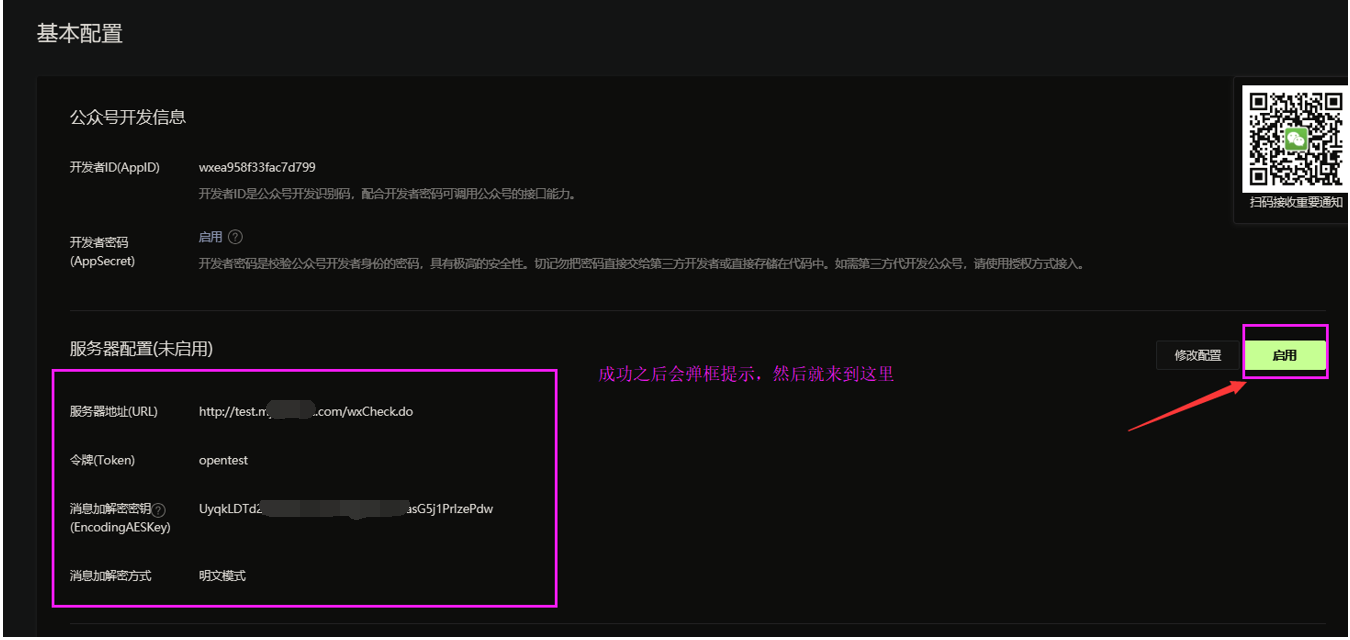 基本配置
公众号开发信息
开发者ID(AppID)
wxea958f33fac7d799
开发者ID是公众号开发识别码，配合开发者密码可调用公众号的接口能力。
扫码接收重要通知
开发者密码
(AppSecret)
启用 ?
开发者密码是校验公众号开发者身份的密码，具有极高的安全性。切记勿把密码直接交给第三方开发者或直接存储在代码中。如需第三方代开发公众号，请使用授权方式接入。
服务器配置(未启用)
修改配置
启用
成功之后会弹框提示，然后就来到这里
服务器地址(URL)
http://test.m .com/wxCheck.do
令牌(Token)
opentest
消息加解密密钥?
(EncodingAESKey)
UyqkLDTd2 asG5j1PrIzePdw
消息加解密方式
明文模式